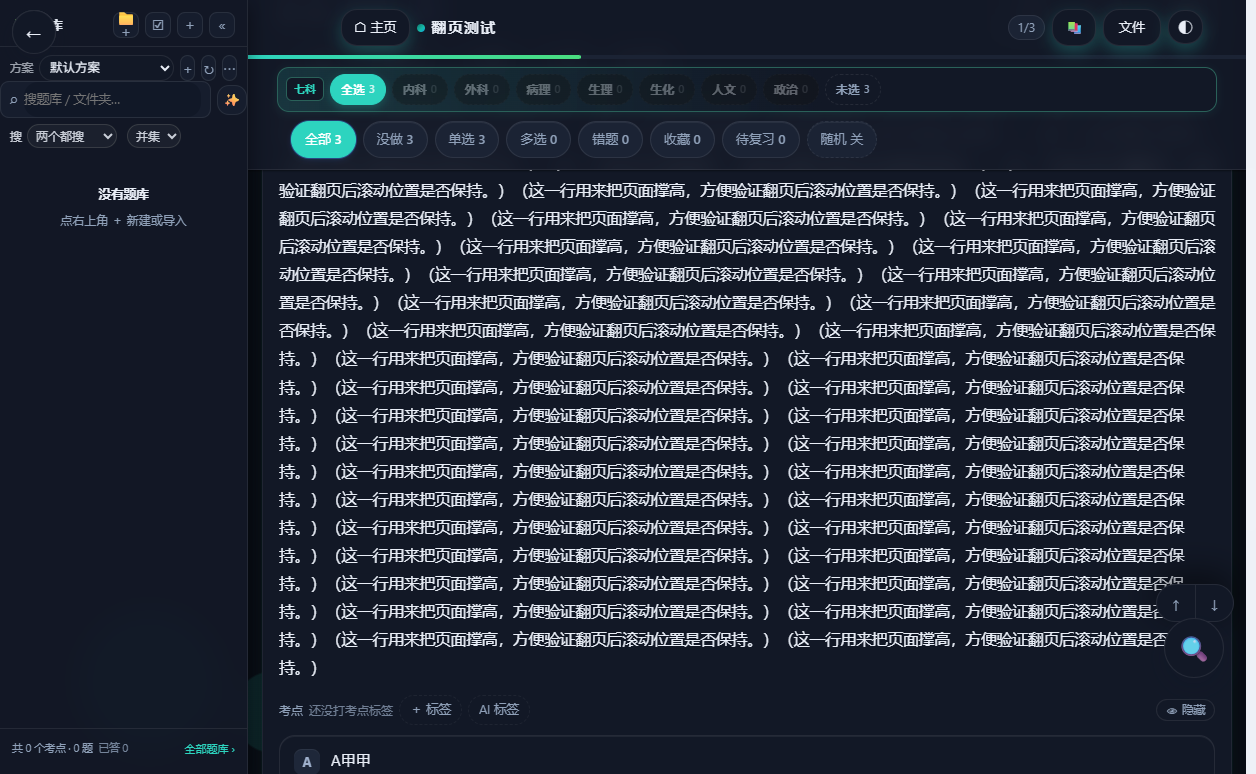 库
+
+
«
←
主页
翻页测试
1/3
文件
方案 默认方案 + ↻ ⋯
搜题库 / 文件夹...
搜 两个都搜 并集
七科 全选 3 内科 0 外科 0 病理 0 生理 0 生化 0 人文 0 政治 0 未选 3
全部 3 没做 3 单选 3 多选 0 错题 0 收藏 0 待复习 0 随机 关
没有题库
点右上角 + 新建或导入
验证翻页后滚动位置是否保持。）（这一行用来把页面撑高，方便验证翻页后滚动位置是否保持。）（这一行用来把页面撑高，方便验证
翻页后滚动位置是否保持。）（这一行用来把页面撑高，方便验证翻页后滚动位置是否保持。）（这一行用来把页面撑高，方便验证翻页
后滚动位置是否保持。）（这一行用来把页面撑高，方便验证翻页后滚动位置是否保持。）（这一行用来把页面撑高，方便验证翻页后滚
动位置是否保持。）（这一行用来把页面撑高，方便验证翻页后滚动位置是否保持。）（这一行用来把页面撑高，方便验证翻页后滚动位
置是否保持。）（这一行用来把页面撑高，方便验证翻页后滚动位置是否保持。）（这一行用来把页面撑高，方便验证翻页后滚动位置是
否保持。）（这一行用来把页面撑高，方便验证翻页后滚动位置是否保持。）（这一行用来把页面撑高，方便验证翻页后滚动位置是否保
持。）（这一行用来把页面撑高，方便验证翻页后滚动位置是否保持。）（这一行用来把页面撑高，方便验证翻页后滚动位置是否保
持。）（这一行用来把页面撑高，方便验证翻页后滚动位置是否保持。）（这一行用来把页面撑高，方便验证翻页后滚动位置是否保
持。）（这一行用来把页面撑高，方便验证翻页后滚动位置是否保持。）（这一行用来把页面撑高，方便验证翻页后滚动位置是否保
持。）（这一行用来把页面撑高，方便验证翻页后滚动位置是否保持。）（这一行用来把页面撑高，方便验证翻页后滚动位置是否保
持。）（这一行用来把页面撑高，方便验证翻页后滚动位置是否保持。）（这一行用来把页面撑高，方便验证翻页后滚动位置是否保
持。）（这一行用来把页面撑高，方便验证翻页后滚动位置是否保持。）（这一行用来把页面撑高，方便验证翻页后滚动位置是否保
持。）（这一行用来把页面撑高，方便验证翻页后滚动位置是否保持。）（这一行用来把页面撑高，方便验证翻页后滚动位置是否保
持。）（这一行用来把页面撑高，方便验证翻页后滚动位置是否保持。）（这一行用来把页面撑高，方便验证翻页后滚动位置是否保
持。）（这一行用来把页面撑高，方便验证翻页后滚动位置是否保持。）（这一行用来把页面撑高，方便验证翻页后滚动位置是否保
持。）（这一行用来把页面撑高，方便验证翻页后滚动位置是否保持。）（这一行用来把页面撑高，方便验证翻页后滚动位置是否
持。）（这一行用来把页面撑高，方便验证翻页后滚动位置是否保持。）（这一行用来把页面撑高，方便验证翻页后滚动位置是否
持。）
↑ ↓
考点 还没打考点标签 + 标签 AI 标签 隐藏
A A甲甲
共 0 个考点 · 0 题 已答 0 全部题库 ›